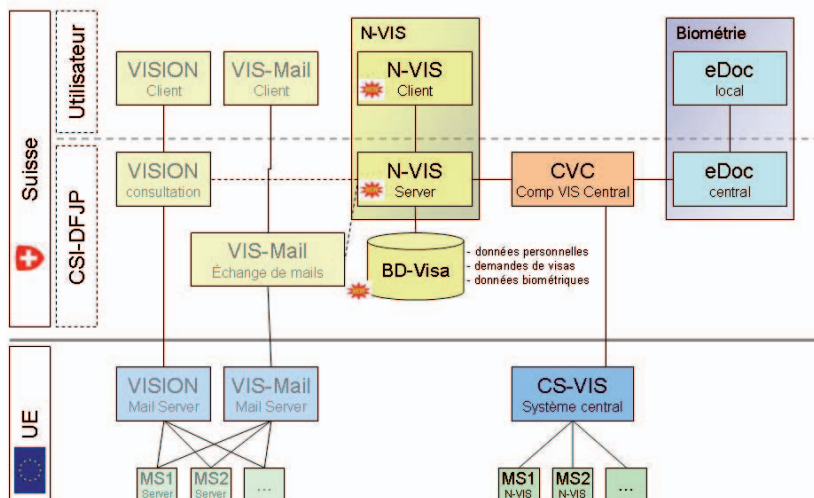 Suisse
Utilisateur
CSI-DFJP
UE
N-VIS
Biométrie
VISION
Client
VIS-Mail
Client
N-VIS
Client
eDoc
local
VISION
consultation
N-VIS
Server
CVC
Comp VIS Central
eDoc
central
VIS-Mail
Échange de mails
BD-Visa
- données personnelles
- demandes de visas
- données biométriques
VISION
Mail Server
VIS-Mail
Mail Server
CS-VIS
Système central
MS1
Server
MS2
Server
...
MS1
N-VIS
MS2
N-VIS
...